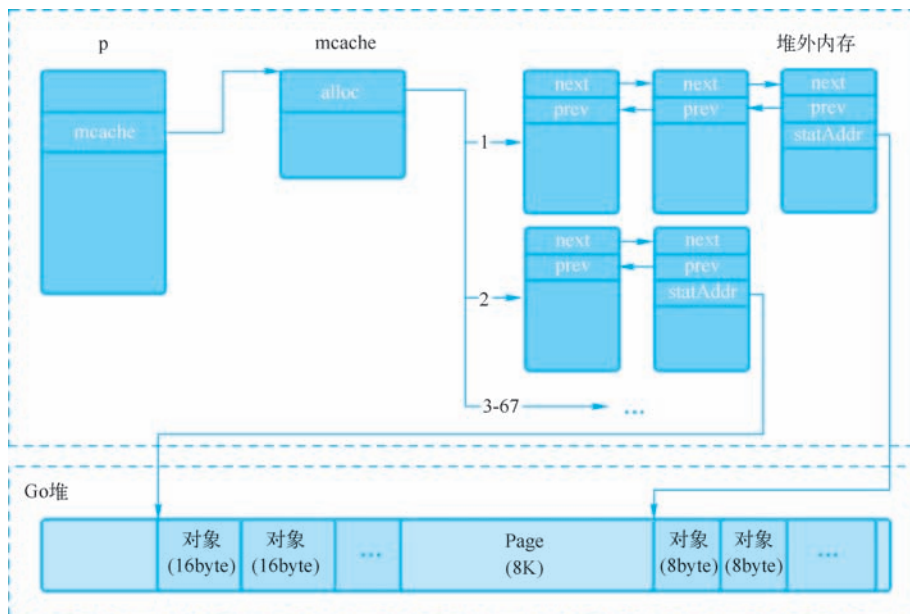 p
mcache
堆外内存
alloc
mcache
next
next
next
prev
prev
prev
statAddr
1
next
next
prev
prev
statAddr
2
3-67
...
Go堆
对象
(16byte)
对象
(16byte)
...
Page
(8K)
对象
(8byte)
对象
(8byte)
...